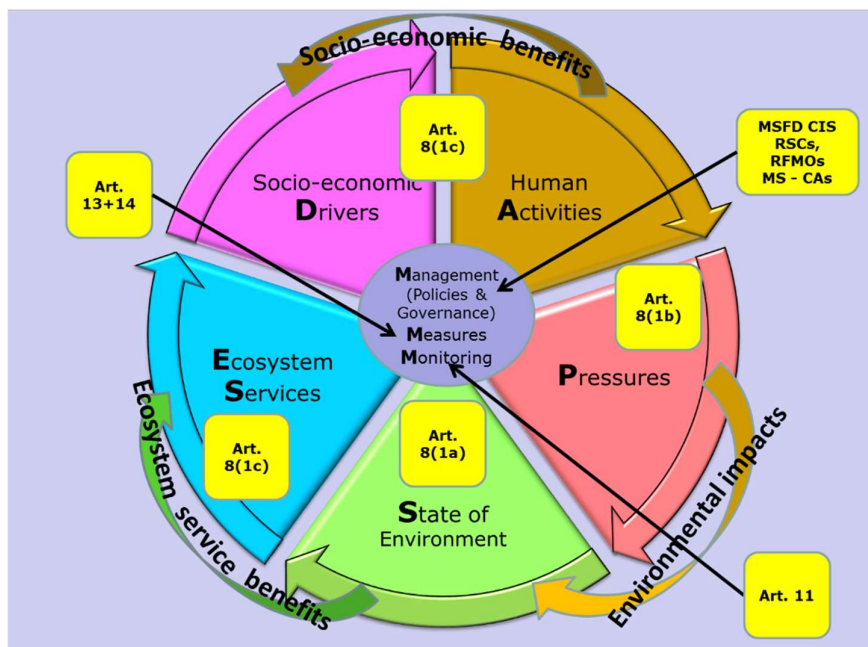 Socio-economic benefits
Art.
8(1c)
MSFD CIS
RSCs,
RFMOs
MS - CAs
Art.
13+14
Socio-economic
Drivers
Human
Activities
Management
(Policies &
Governance)
Measures
Monitoring
Art.
8(1b)
Ecosystem
Services
Pressures
Art.
8(1c)
Art.
8(1a)
State of
Environment
Ecosystem service benefits
Environmental impacts
Art. 11